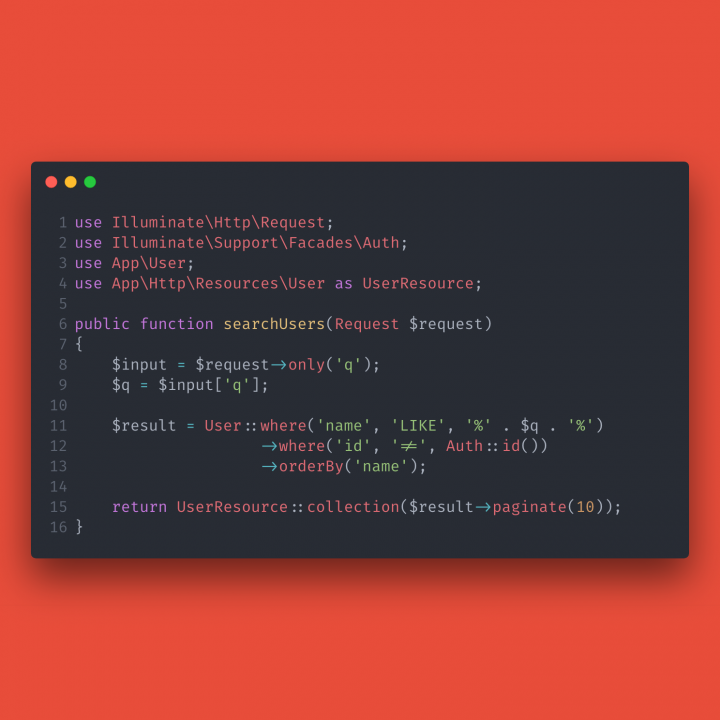 1 use Illuminate\Http\Request;
2 use Illuminate\Support\Facades\Auth;
3 use App\User;
4 use App\Http\Resources\User as UserResource;
5
6 public function searchUsers(Request $request)
7 {
8     $input = $request->only('q');
9     $q = $input['q'];
10
11     $result = User::where('name', 'LIKE', '%' . $q . '%')
12                     ->where('id', '!=', Auth::id())
13                     ->orderBy('name');
14
15     return UserResource::collection($result->paginate(10));
16 }